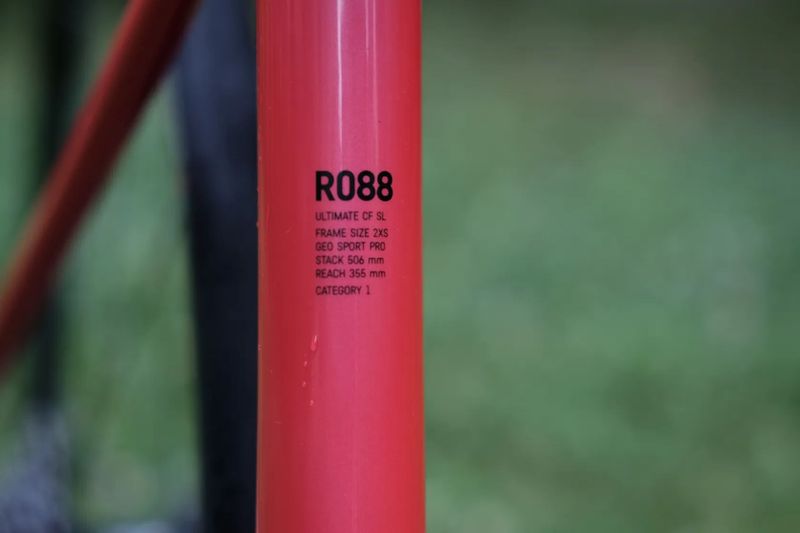 R088
ULTIMATE CF SL
FRAME SIZE 2XS
GEO SPORT PRO
STACK 506 mm
REACH 355 mm
CATEGORY 1